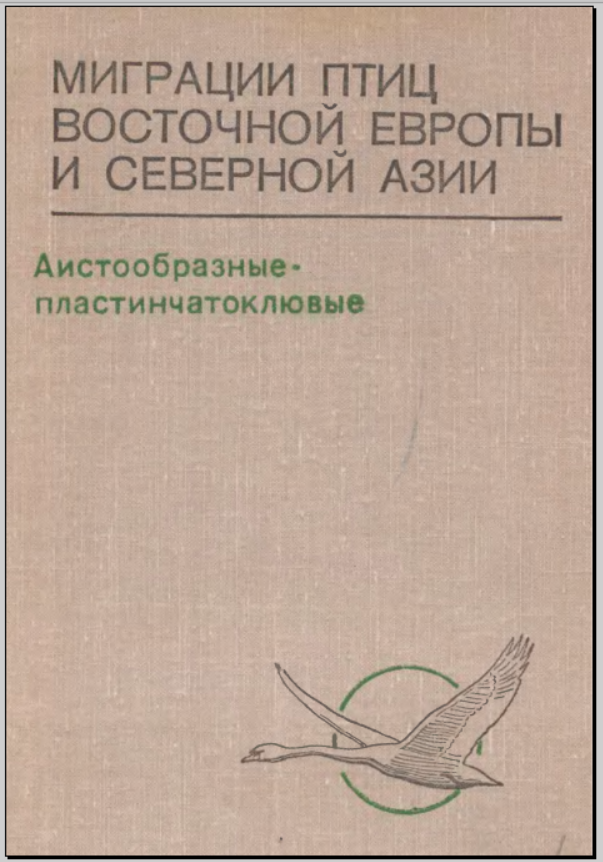 МИГРАЦИИ ПТИЦ
ВОСТОЧНОЙ ЕВРОПЫ
И СЕВЕРНОЙ АЗИИ
Аистообразные-
пластинчатоклювые